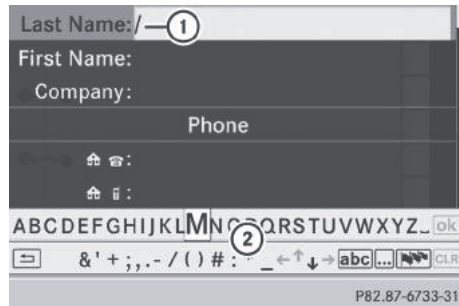 Last Name:/ 1
First Name:
Company:
Phone
:
:
ABCDEFGHIJKLMNOPQRSTUVWXYZ_ ok
2
&'+;,.-/()#:"_←↑↓→ abc ... CLR
P82.87-6733-31